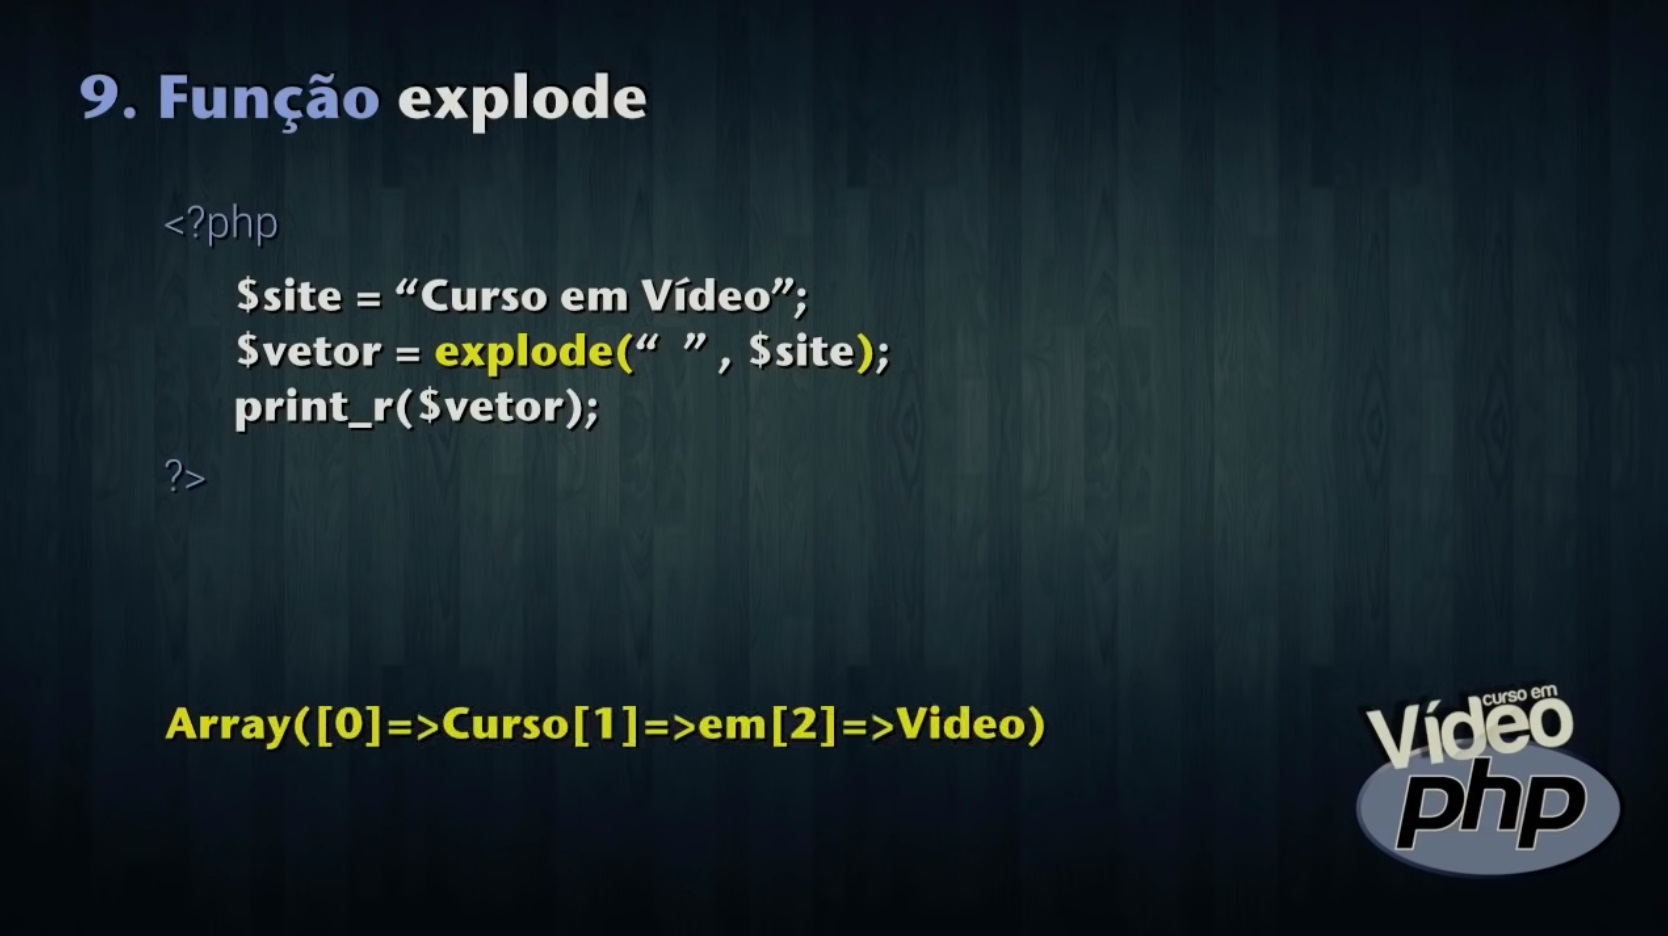 9. Função explode
<?php
$site = “Curso em Vídeo”;
$vetor = explode(“ ” , $site);
print_r($vetor);
?>
Array([0]=>Curso[1]=>em[2]=>Video)
curso em
Vídeo
php